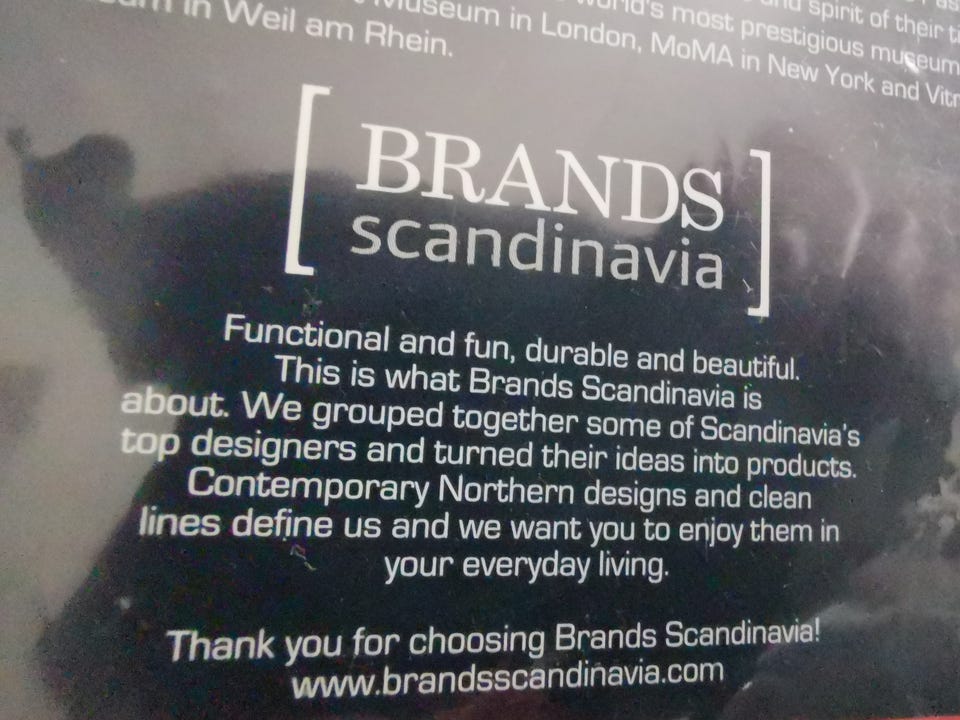 and spirit of their
world's most prestigious museum
Museum in London, MoMA in New York and Vitr
in Weil am Rhein.
[BRANDS
scandinavia]
Functional and fun, durable and beautiful.
This is what Brands Scandinavia is
about. We grouped together some of Scandinavia's
top designers and turned their ideas into products.
Contemporary Northern designs and clean
lines define us and we want you to enjoy them in
your everyday living.
Thank you for choosing Brands Scandinavia!
www.brandsscandinavia.com